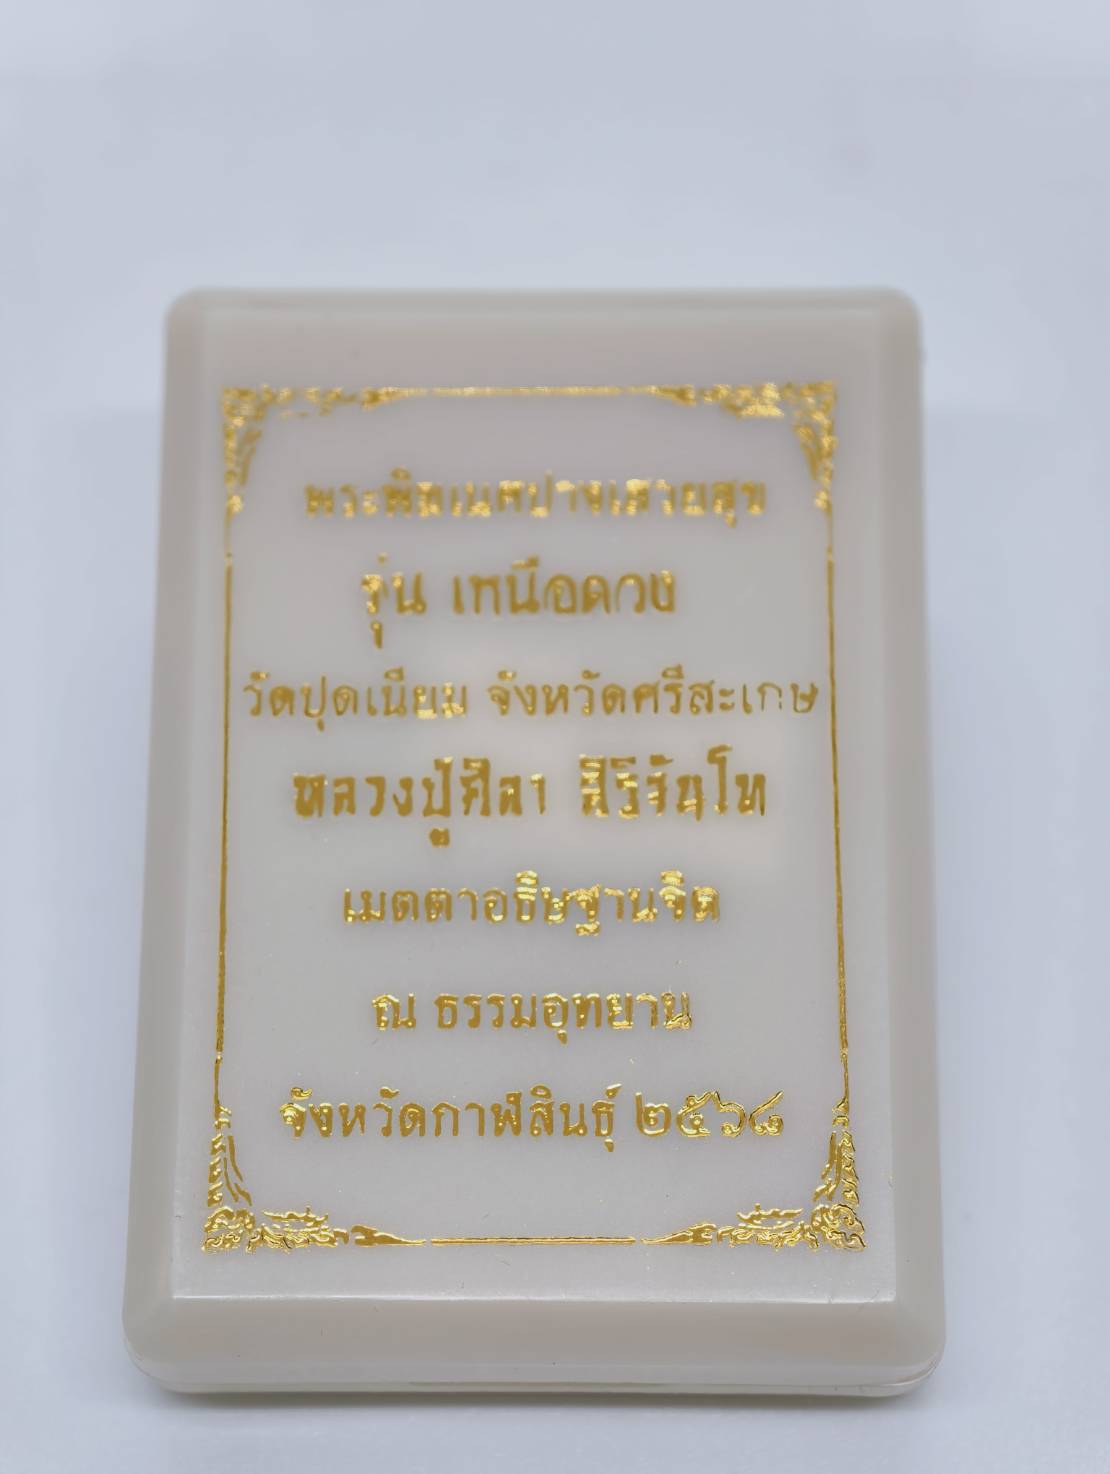 พระพิฆเนศปางเสวยสุข
รุ่น เหนือดวง
วัดปุดเนียม จังหวัดศรีสะเกษ
หลวงปู่ศิลา สิริจันโท
เมตตาอธิษฐานจิต
ณ ธรรมอุทยาน
จังหวัดกาฬสินธุ์ ๒๕๖๘